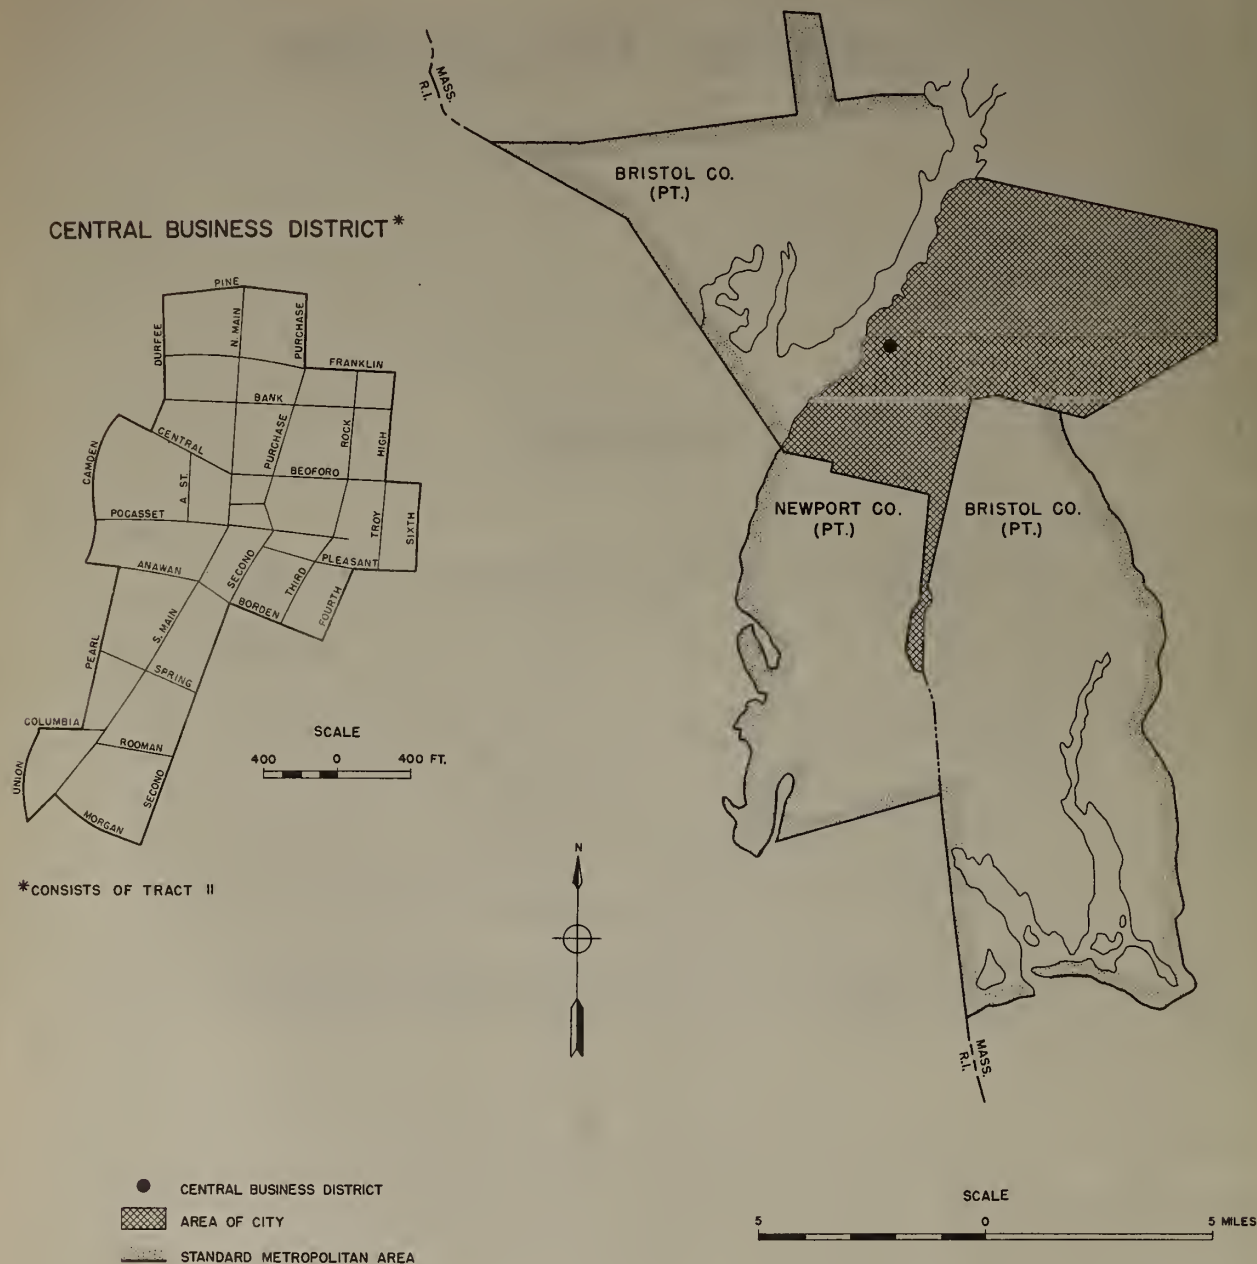 MASS.
R.I.
BRISTOL CO.
(PT.)
CENTRAL BUSINESS DISTRICT*
PINE
DURFEE
N. MAIN
PURCHASE
FRANKLIN
BANK
PURCHASE
ROCK
HIGH
CAMDEN
CENTRAL
A ST.
BEOFORO
POCASSET
TROY
SIXTH
ANAWAN
SECONO
THIRD
PLEASANT
BORDEN
FOURTH
S. MAIN
PEARL
SPRING
COLUMBIA
ROOMAN
UNION
SECONO
MORGAN
SCALE
400 0 400 FT.
*CONSISTS OF TRACT 11
NEWPORT CO.
(PT.)
BRISTOL CO.
(PT.)
N
MASS.
R.I.
CENTRAL BUSINESS DISTRICT
AREA OF CITY
STANDARD METROPOLITAN AREA
SCALE
5 0 5 MILES